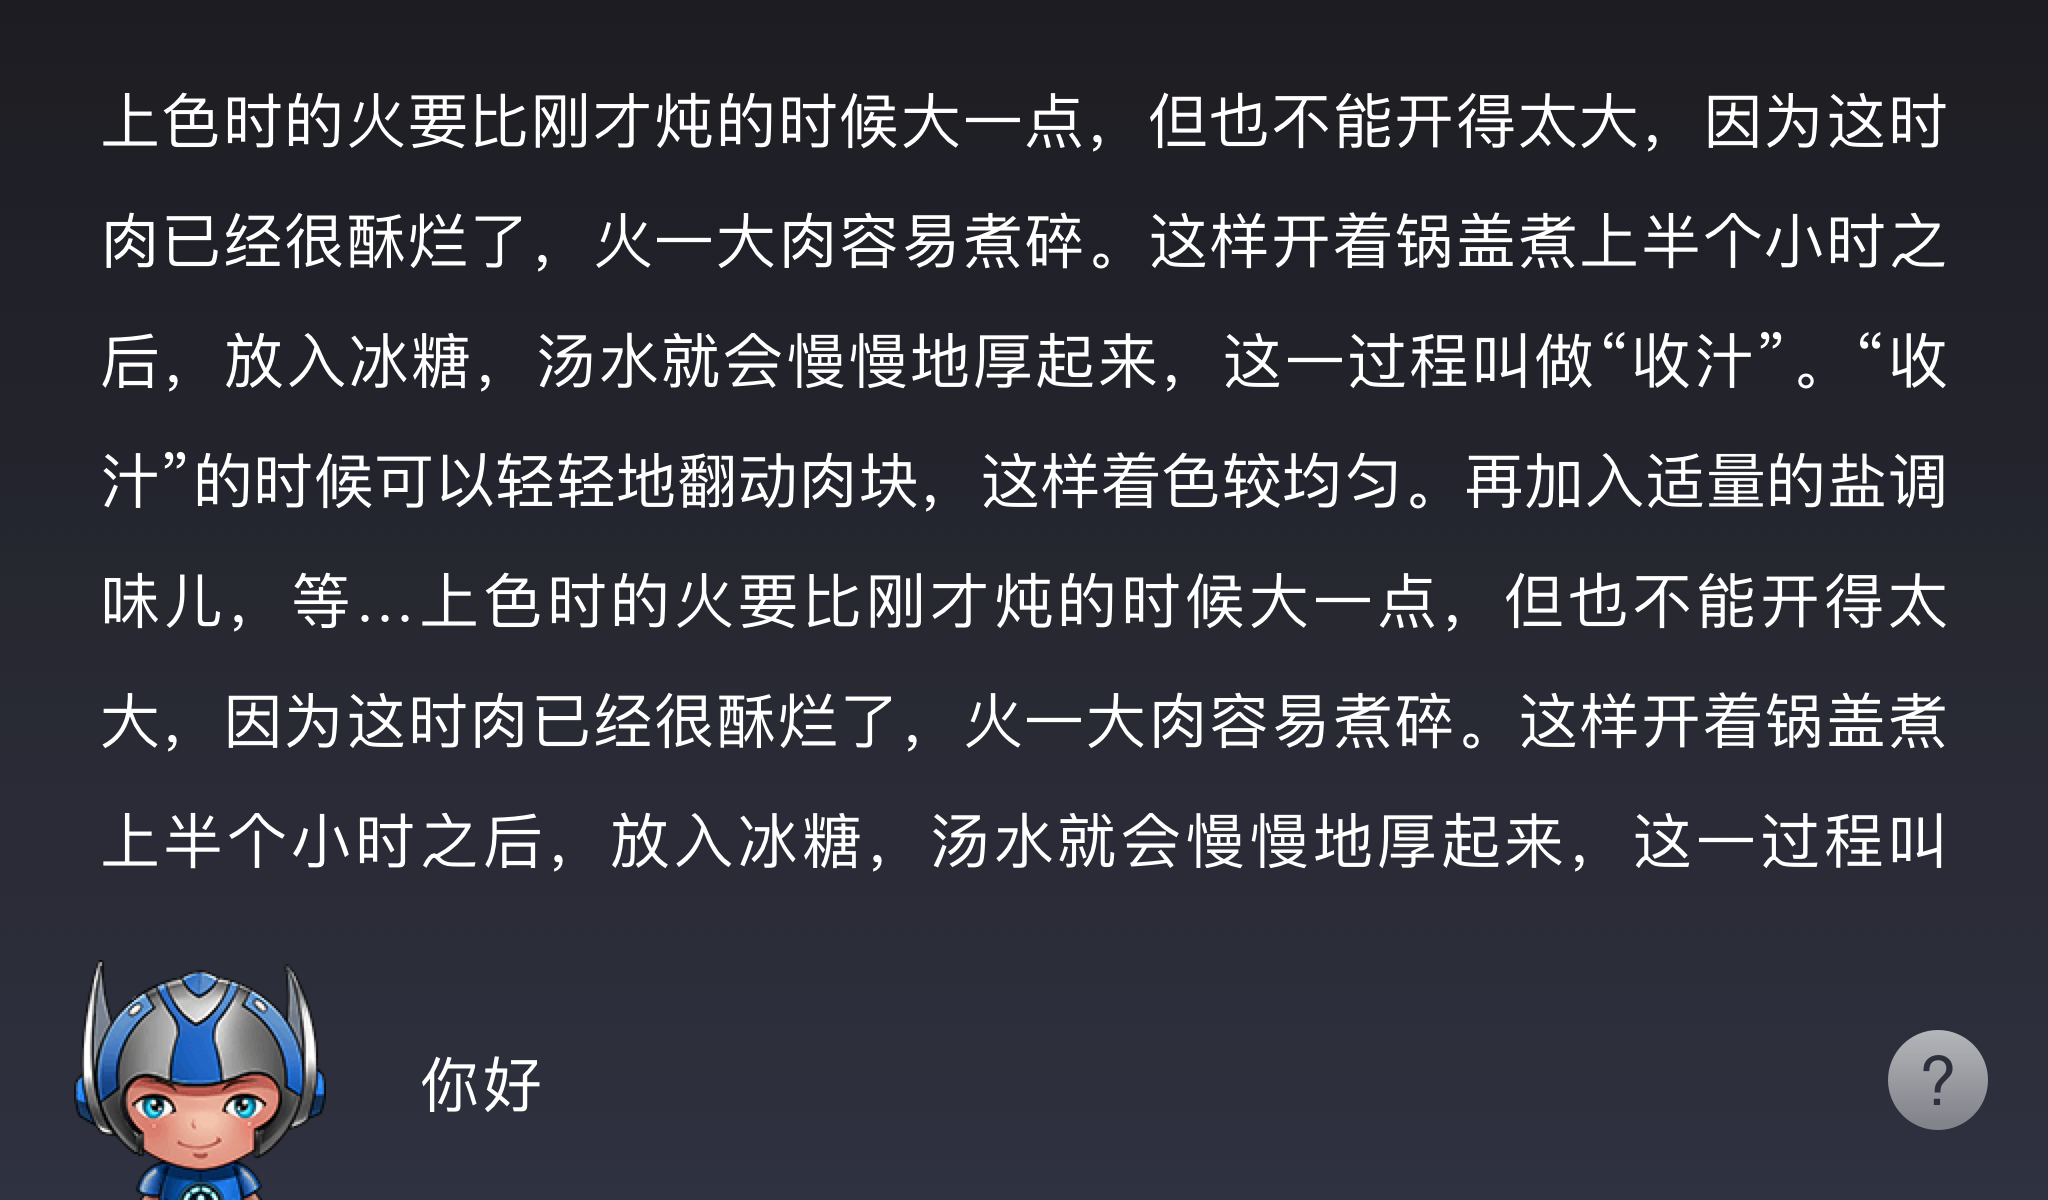 上色时的火要比刚才炖的时候大一点，但也不能开得太大，因为这时
肉已经很酥烂了，火一大肉容易煮碎。这样开着锅盖煮上半个小时之
后，放入冰糖，汤水就会慢慢地厚起来，这一过程叫做“收汁”。“收
汁”的时候可以轻轻地翻动肉块，这样着色较均匀。再加入适量的盐调
味儿，等…上色时的火要比刚才炖的时候大一点，但也不能开得太
大，因为这时肉已经很酥烂了，火一大肉容易煮碎。这样开着锅盖煮
上半个小时之后，放入冰糖，汤水就会慢慢地厚起来，这一过程叫
你好
?